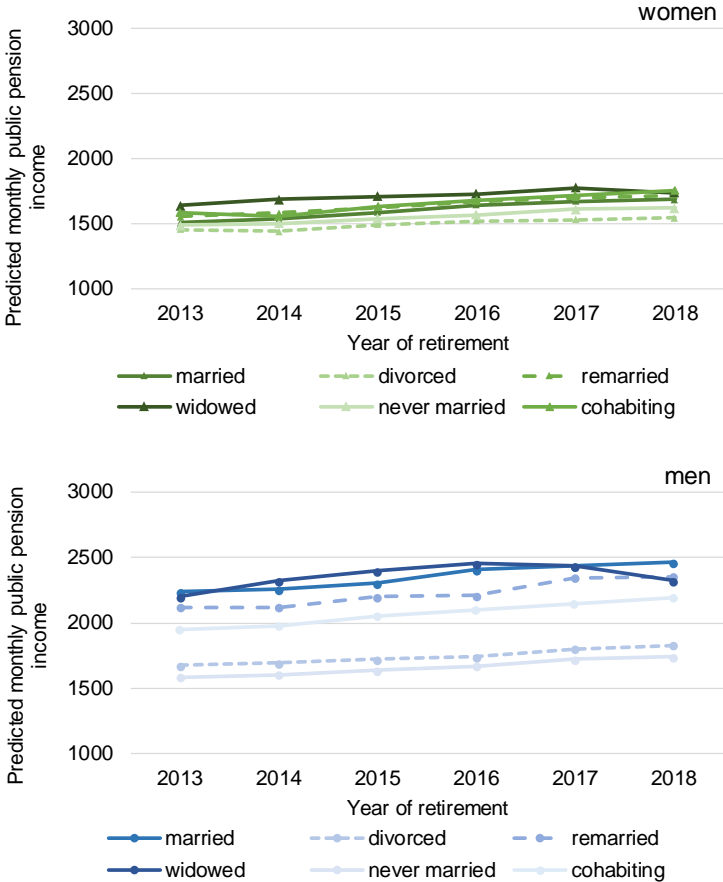 women
3000
2500
2000
1500
1000
Predicted monthly public pension
income
2013 2014 2015 2016 2017 2018
Year of retirement
married divorced remarried
widowed never married cohabiting
men
3000
2500
2000
1500
1000
Predicted monthly public pension
income
2013 2014 2015 2016 2017 2018
Year of retirement
married divorced remarried
widowed never married cohabiting